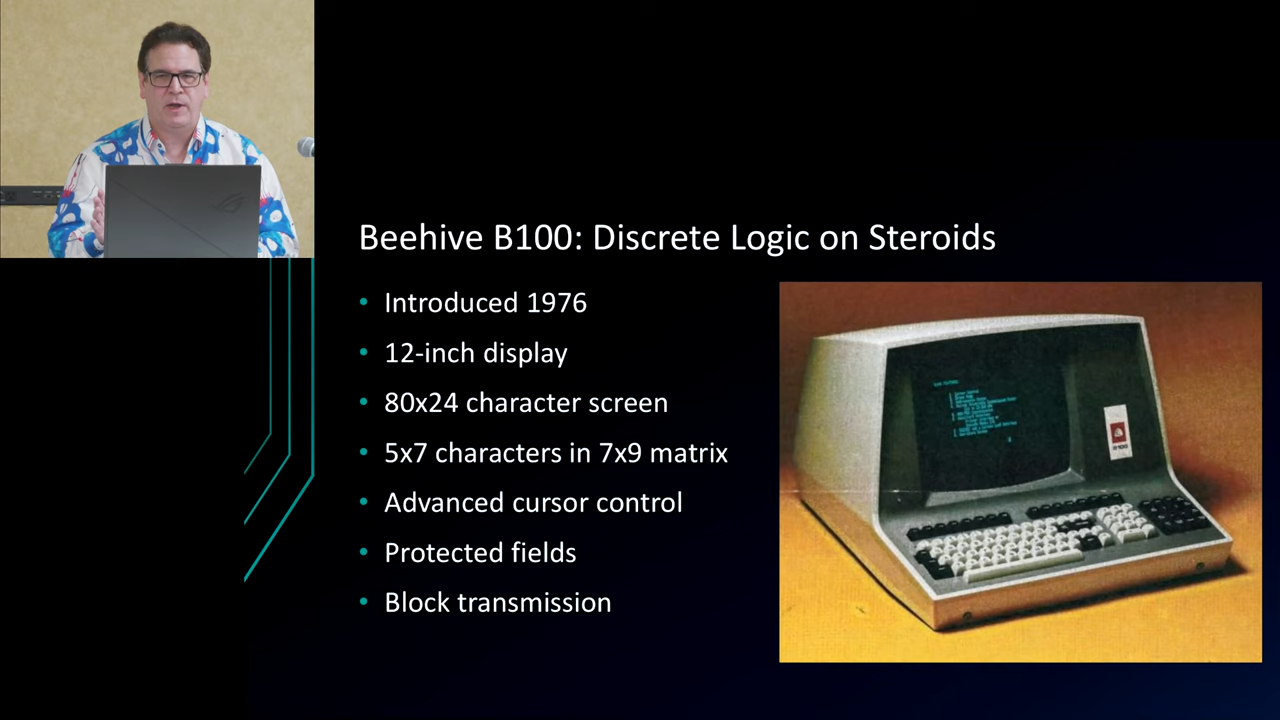 Beehive B100: Discrete Logic on Steroids
• Introduced 1976
• 12-inch display
• 80x24 character screen
• 5x7 characters in 7x9 matrix
• Advanced cursor control
• Protected fields
• Block transmission